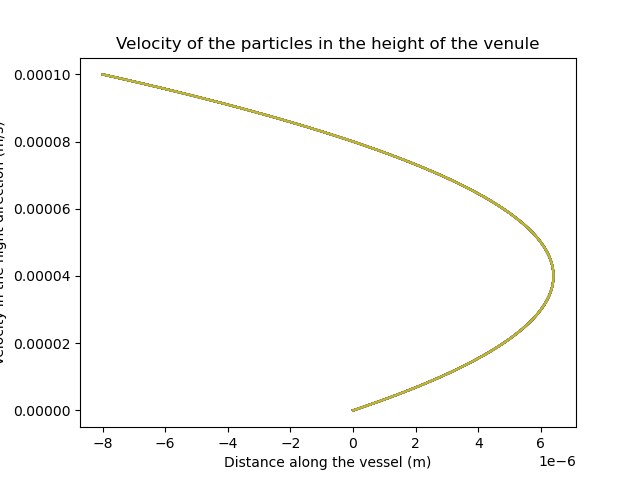 Velocity of the particles in the height of the venule
0.00010
0.00008
0.00006
0.00004
0.00002
0.00000
−8 −6 −4 −2 0 2 4 6
1e−6
Distance along the vessel (m)